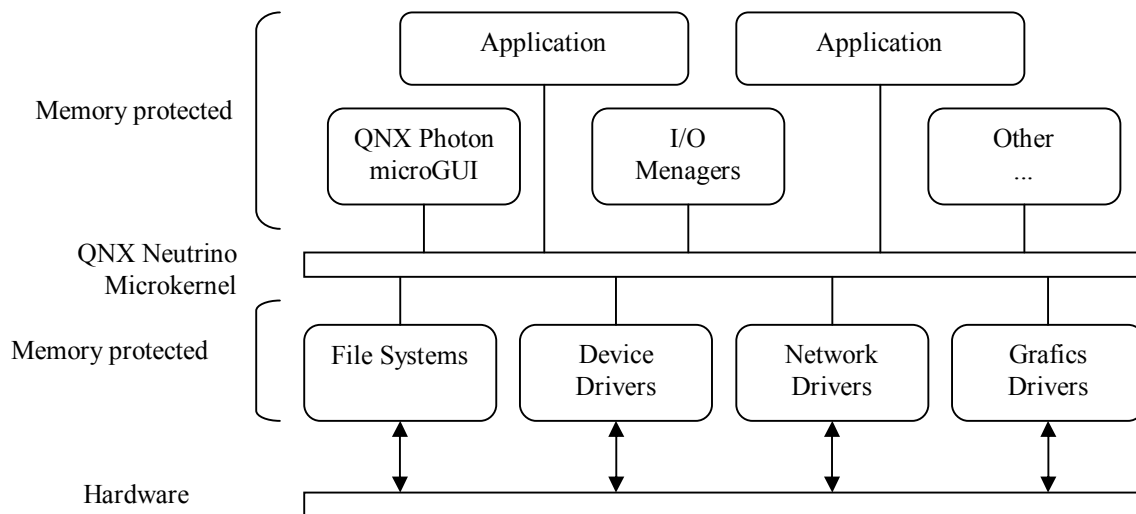 Application
Application
Memory protected
QNX Photon
microGUI
I/O
Menagers
Other
...
QNX Neutrino
Microkernel
Memory protected
File Systems
Device
Drivers
Network
Drivers
Grafics
Drivers
Hardware